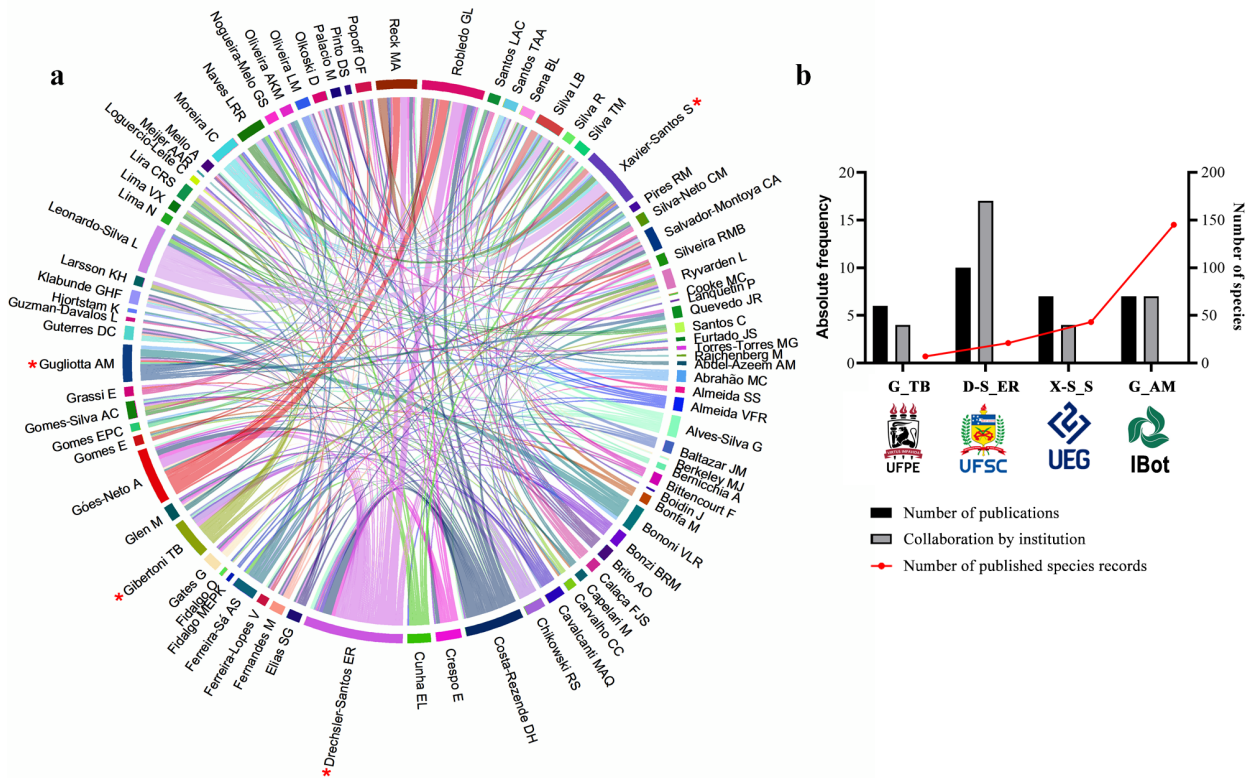 a
Reck MA
Robledo GL
Santos LAC
Santos TAA
Sena BL
Silva LB
Silva R
Silva TM
Xavier-Santos S*
Pires RM
Silva-Neto CM
Salvador-Montoya CA
Silveira RMB
Ryvarden L
Cooke MC
Lanquetin P
Quevedo JR
Santos C
Furtado JS
Torres-Torres MG
Rajchenberg M
Abdel-Azeem AM
Abrahão MC
Almeida SS
Almeida VFR
Alves-Silva G
Baltazar JM
Berkeley MJ
Bernicchia A
Bittencourt F
Boidin J
Bonfa M
Bononi VLR
Bonzi BRM
Brito AO
Calaça FJS
Capelari M
Carvalho CC
Cavalcanti MAQ
Chikowski RS
Costa-Rezende DH
Crespo E
Cunha EL
*Drechsler-Santos ER
Elias SG
Fernandes M
Ferreira-Lopes V
Ferreira-Sá AS
Fidalgo MEPK
Fidalgo O
Gates G
*Gibertoni TB
Glen M
Góes-Neto A
Gomes E
Gomes EPC
Gomes-Silva AC
Grassi E
*Gugliotta AM
Guterres DC
Guzman-Davalos L
Hjortstam K
Klabunde GHF
Larsson KH
Leonardo-Silva L
Lima N
Lima VX
Lira CRS
Loguercio-Leite C
Meijer AAR
Mello A
Moreira IC
Naves LRR
Nogueira-Melo GS
Oliveira AKM
Oliveira LM
Olkoski D
Palacio M
Pinto DS
Popoff OF
b
Absolute frequency
20
15
10
5
0
200
150
100
50
0
Number of species
G_TB D-S_ER X-S_S G_AM
VIRTUS IMPAVIDA
UFPE UFSC UEG IBot
Number of publications
Collaboration by institution
Number of published species records